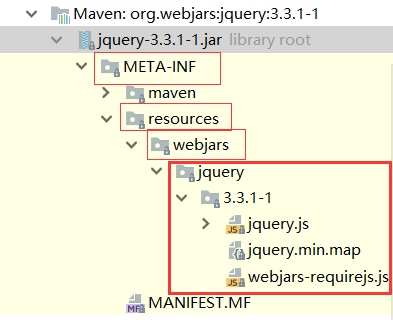 Maven: org.webjars:jquery:3.3.1-1
jquery-3.3.1-1.jar library root
META-INF
maven
resources
webjars
jquery
3.3.1-1
JS jquery.js
jquery.min.map
JS webjars-requirejs.js
MF MANIFEST.MF